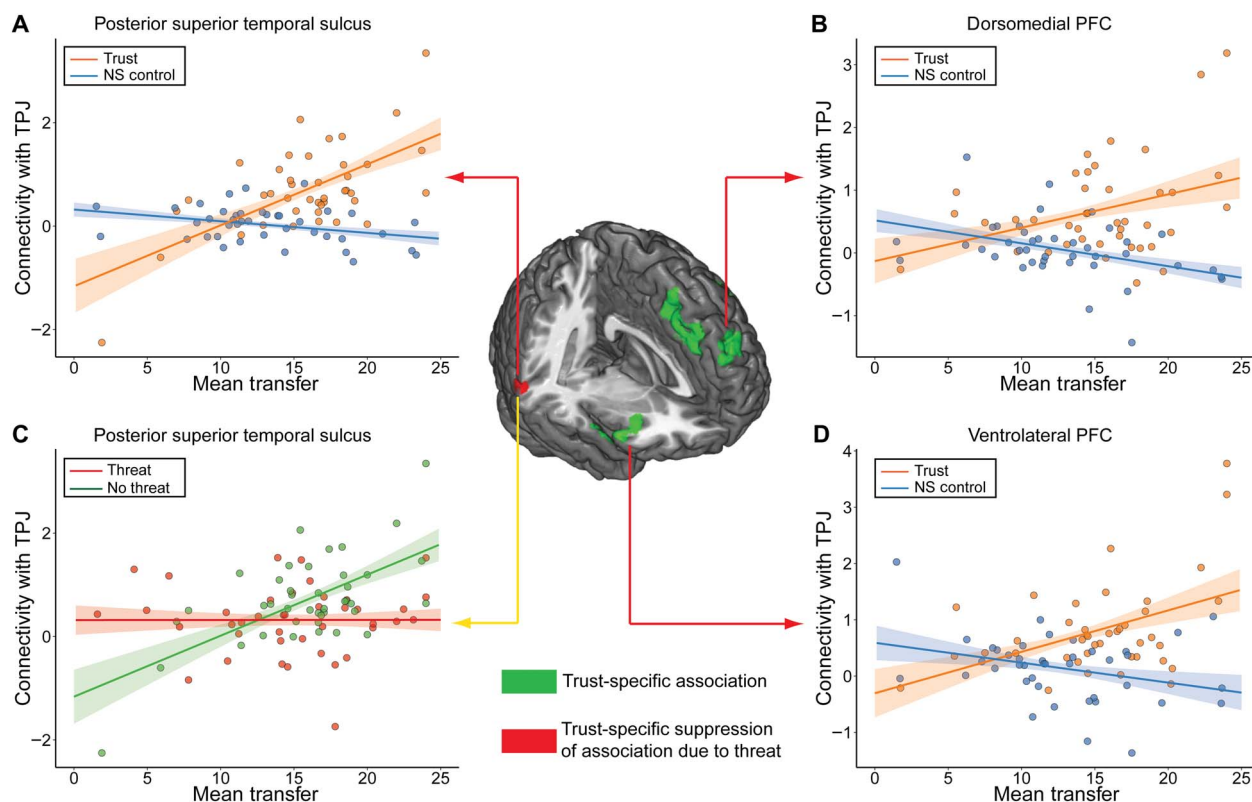 A
Posterior superior temporal sulcus
Trust
NS control
Connectivity with TPJ
2
0
−2
0
5
10
15
20
25
Mean transfer
B
Dorsomedial PFC
Trust
NS control
Connectivity with TPJ
3
2
1
0
−1
0
5
10
15
20
25
Mean transfer
C
Posterior superior temporal sulcus
Threat
No threat
Connectivity with TPJ
2
0
−2
0
5
10
15
20
25
Mean transfer
Trust-specific association
Trust-specific suppression
of association due to threat
D
Ventrolateral PFC
Trust
NS control
Connectivity with TPJ
4
3
2
1
0
−1
0
5
10
15
20
25
Mean transfer